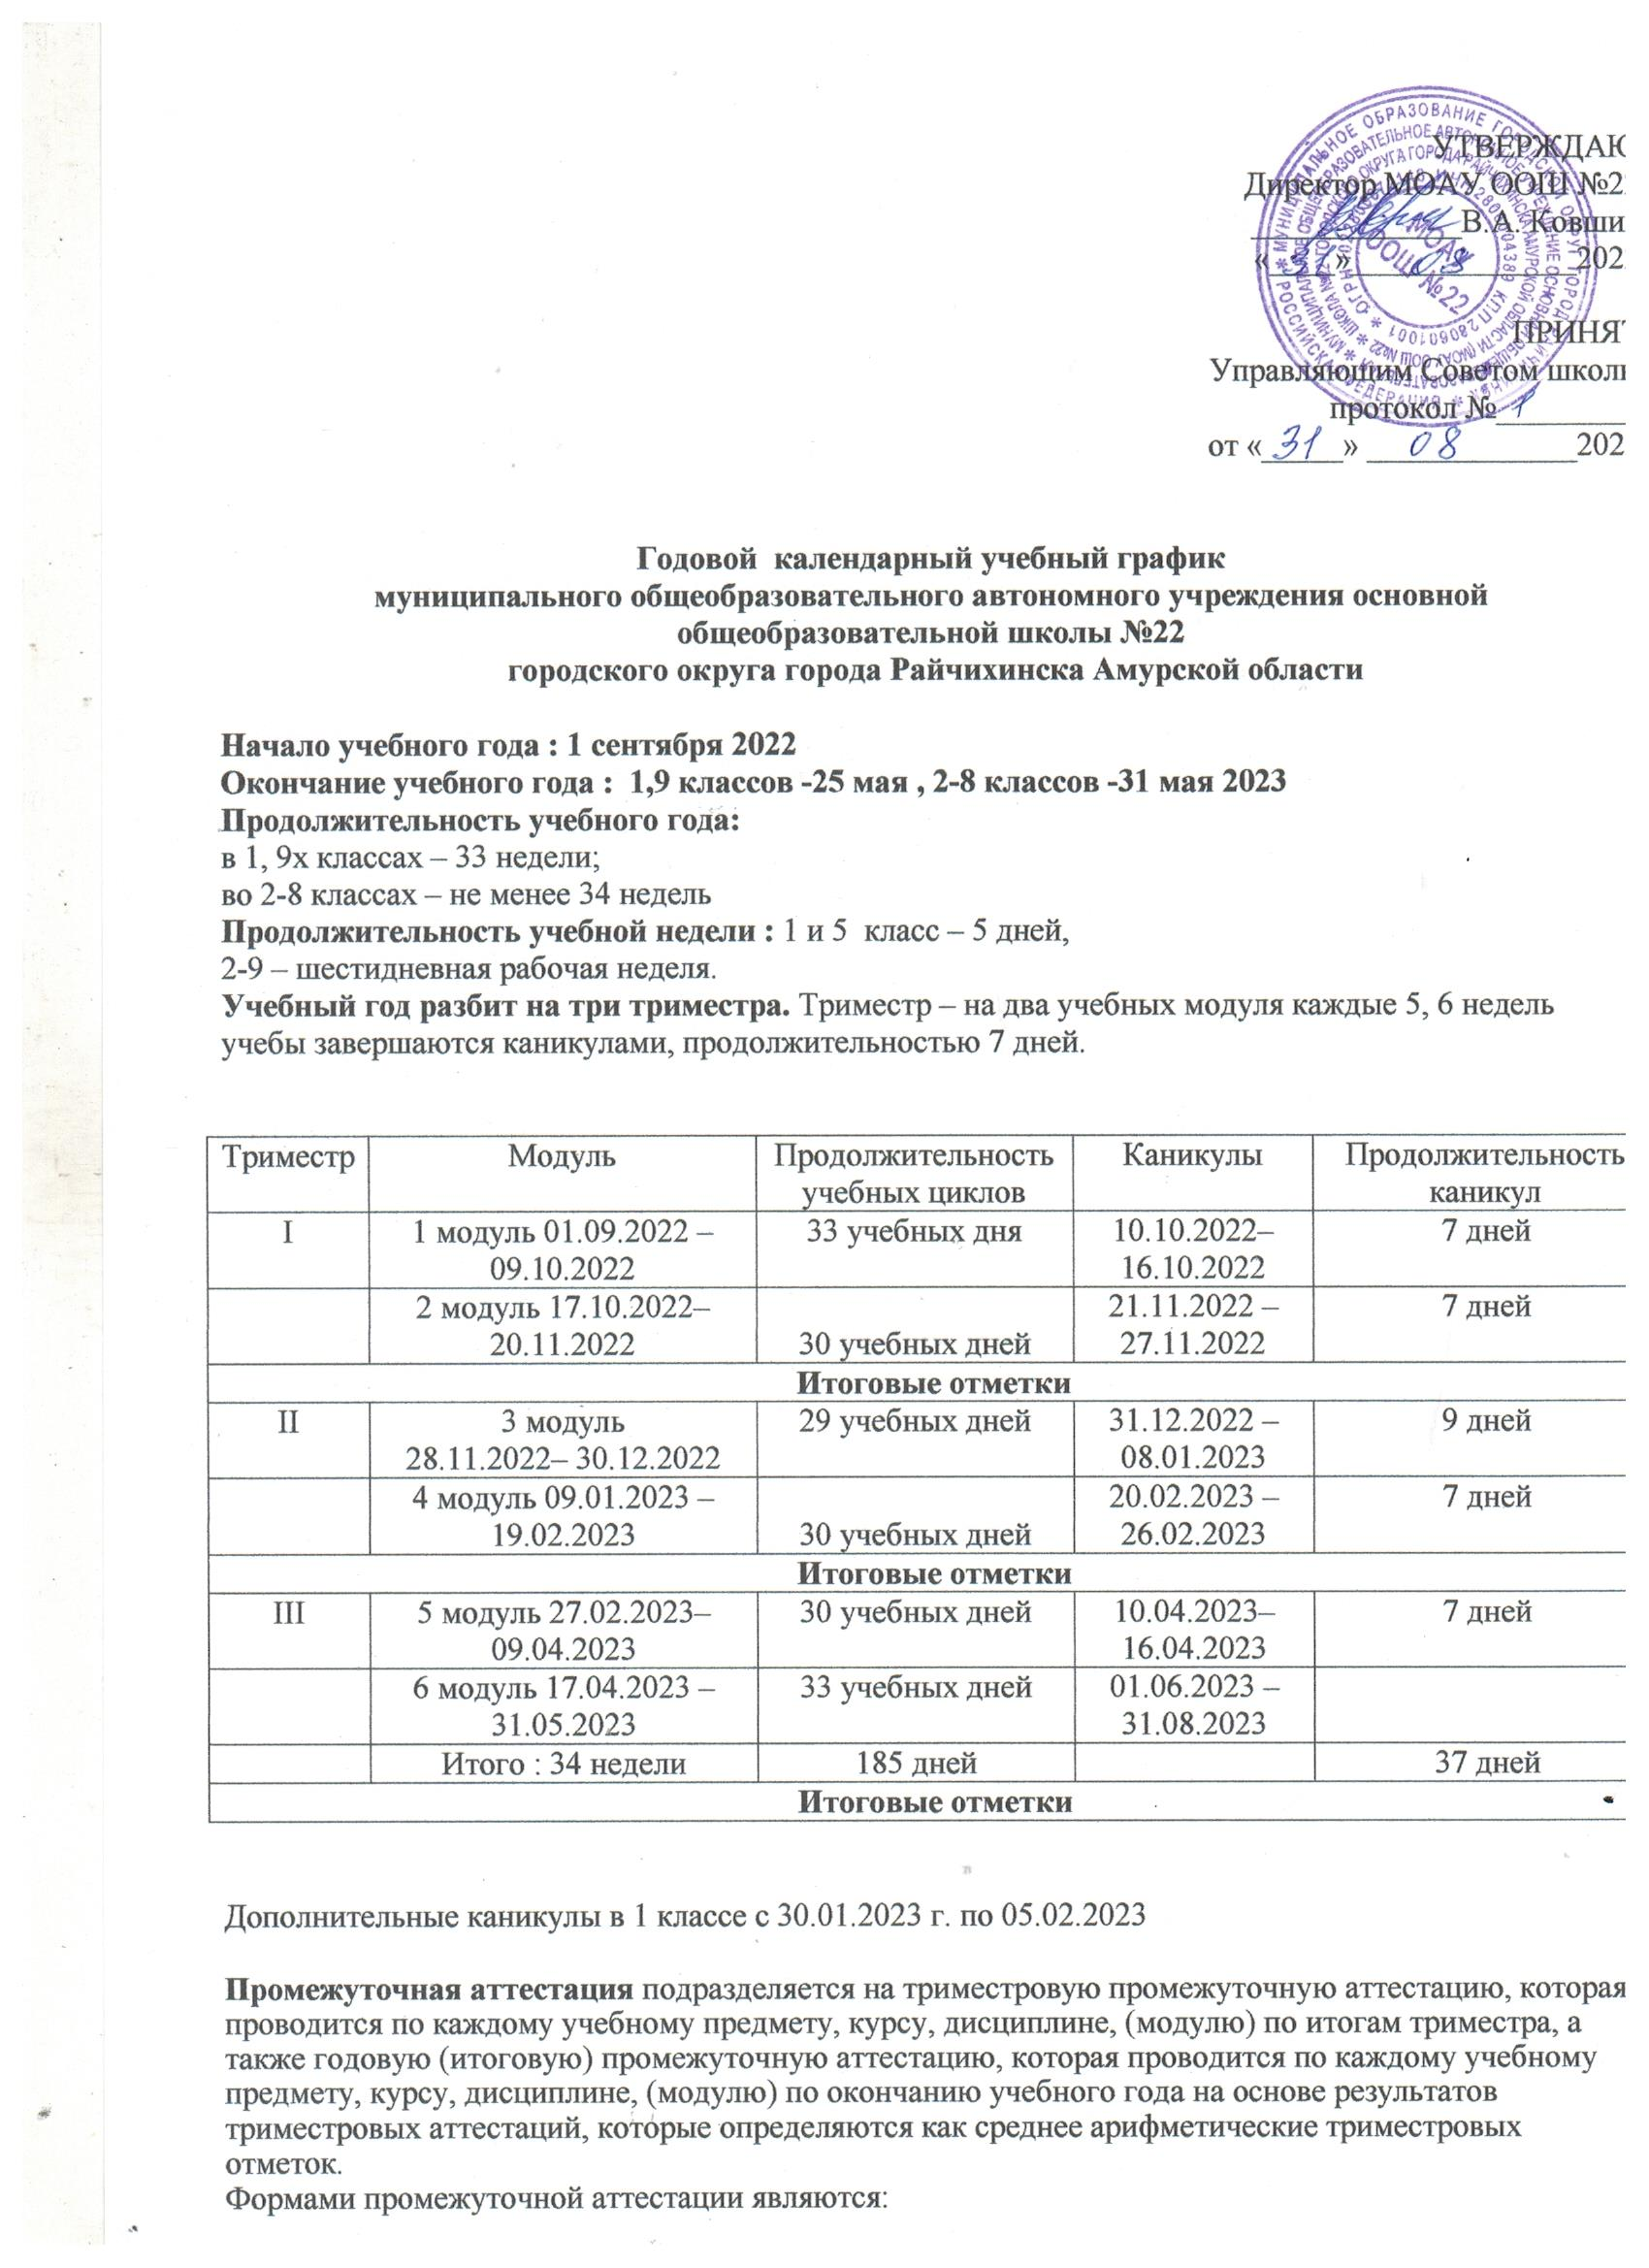 УТВЕРЖДАЮ
Директор МОАУ ООШ №2
В.А. Ковши
« 31 » 08 202
ПРИНЯТ
Управляющим Советом школы
протокол № 1
от « 31 » 08 202
МОАУ
ООШ №22
Годовой календарный учебный график
муниципального общеобразовательного автономного учреждения основной
общеобразовательной школы №22
городского округа города Райчихинска Амурской области
Начало учебного года : 1 сентября 2022
Окончание учебного года : 1,9 классов -25 мая , 2-8 классов -31 мая 2023
Продолжительность учебного года:
в 1, 9х классах – 33 недели;
во 2-8 классах – не менее 34 недель
Продолжительность учебной недели : 1 и 5 класс – 5 дней,
2-9 – шестидневная рабочая неделя.
Учебный год разбит на три триместра. Триместр – на два учебных модуля каждые 5, 6 недель
учебы завершаются каникулами, продолжительностью 7 дней.
Триместр Модуль Продолжительность учебных циклов Каникулы Продолжительность каникул
I 1 модуль 01.09.2022 – 09.10.2022 33 учебных дня 10.10.2022– 16.10.2022 7 дней
2 модуль 17.10.2022– 20.11.2022 30 учебных дней 21.11.2022 – 27.11.2022 7 дней
Итоговые отметки
II 3 модуль 28.11.2022– 30.12.2022 29 учебных дней 31.12.2022 – 08.01.2023 9 дней
4 модуль 09.01.2023 – 19.02.2023 30 учебных дней 20.02.2023 – 26.02.2023 7 дней
Итоговые отметки
III 5 модуль 27.02.2023– 09.04.2023 30 учебных дней 10.04.2023– 16.04.2023 7 дней
6 модуль 17.04.2023 – 31.05.2023 33 учебных дней 01.06.2023 – 31.08.2023
Итого : 34 недели 185 дней 37 дней
Итоговые отметки
Дополнительные каникулы в 1 классе с 30.01.2023 г. по 05.02.2023
Промежуточная аттестация подразделяется на триместровую промежуточную аттестацию, которая
проводится по каждому учебному предмету, курсу, дисциплине, (модулю) по итогам триместра, а
также годовую (итоговую) промежуточную аттестацию, которая проводится по каждому учебному
предмету, курсу, дисциплине, (модулю) по окончанию учебного года на основе результатов
триместровых аттестаций, которые определяются как среднее арифметические триместровых
отметок.
Формами промежуточной аттестации являются: